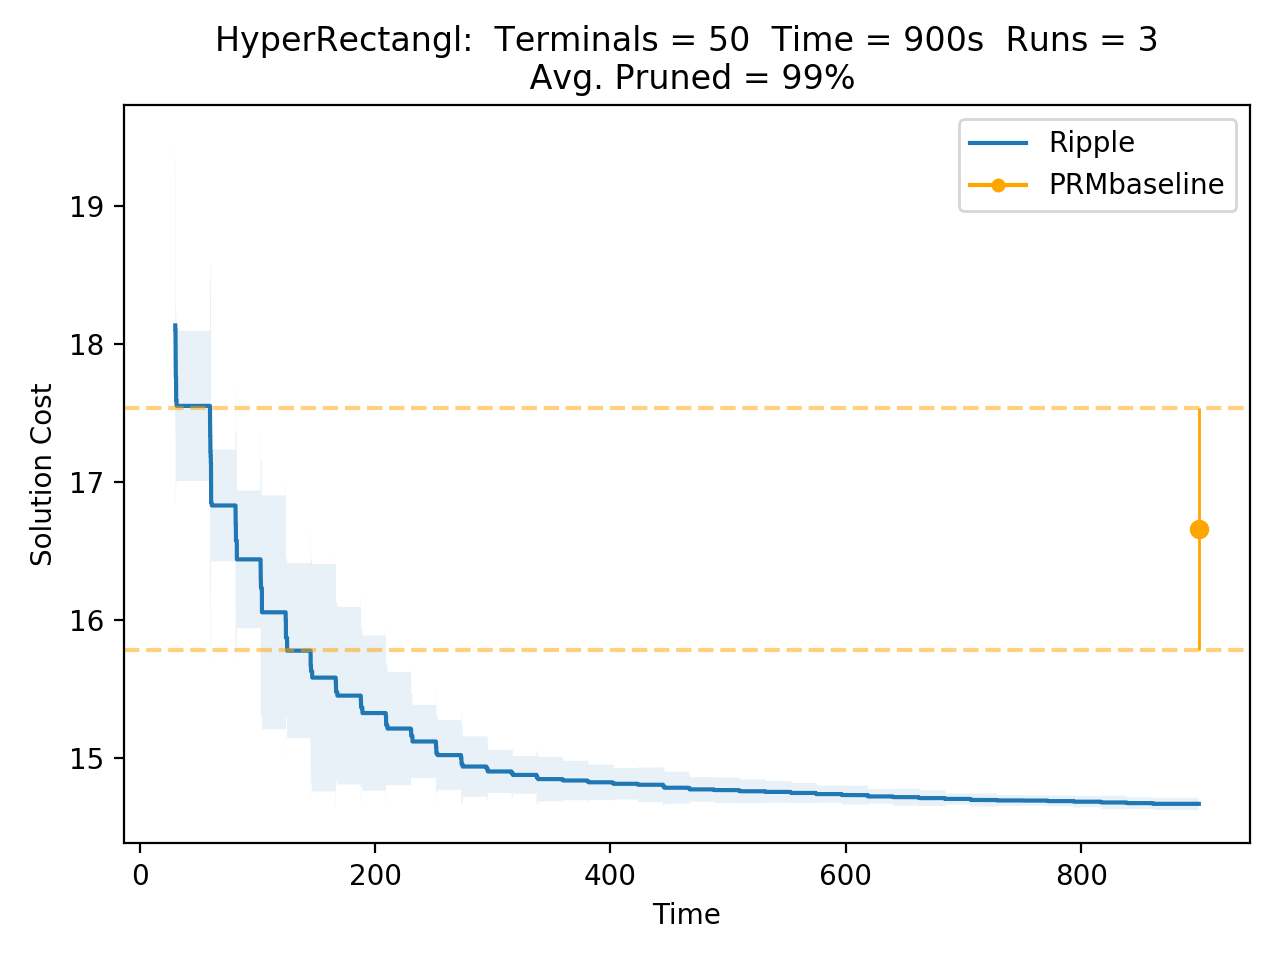 HyperRectangl: Terminals = 50 Time = 900s Runs = 3
Avg. Pruned = 99%
Ripple
PRMbaseline
19
18
17
16
15
Solution Cost
0
200
400
600
800
Time